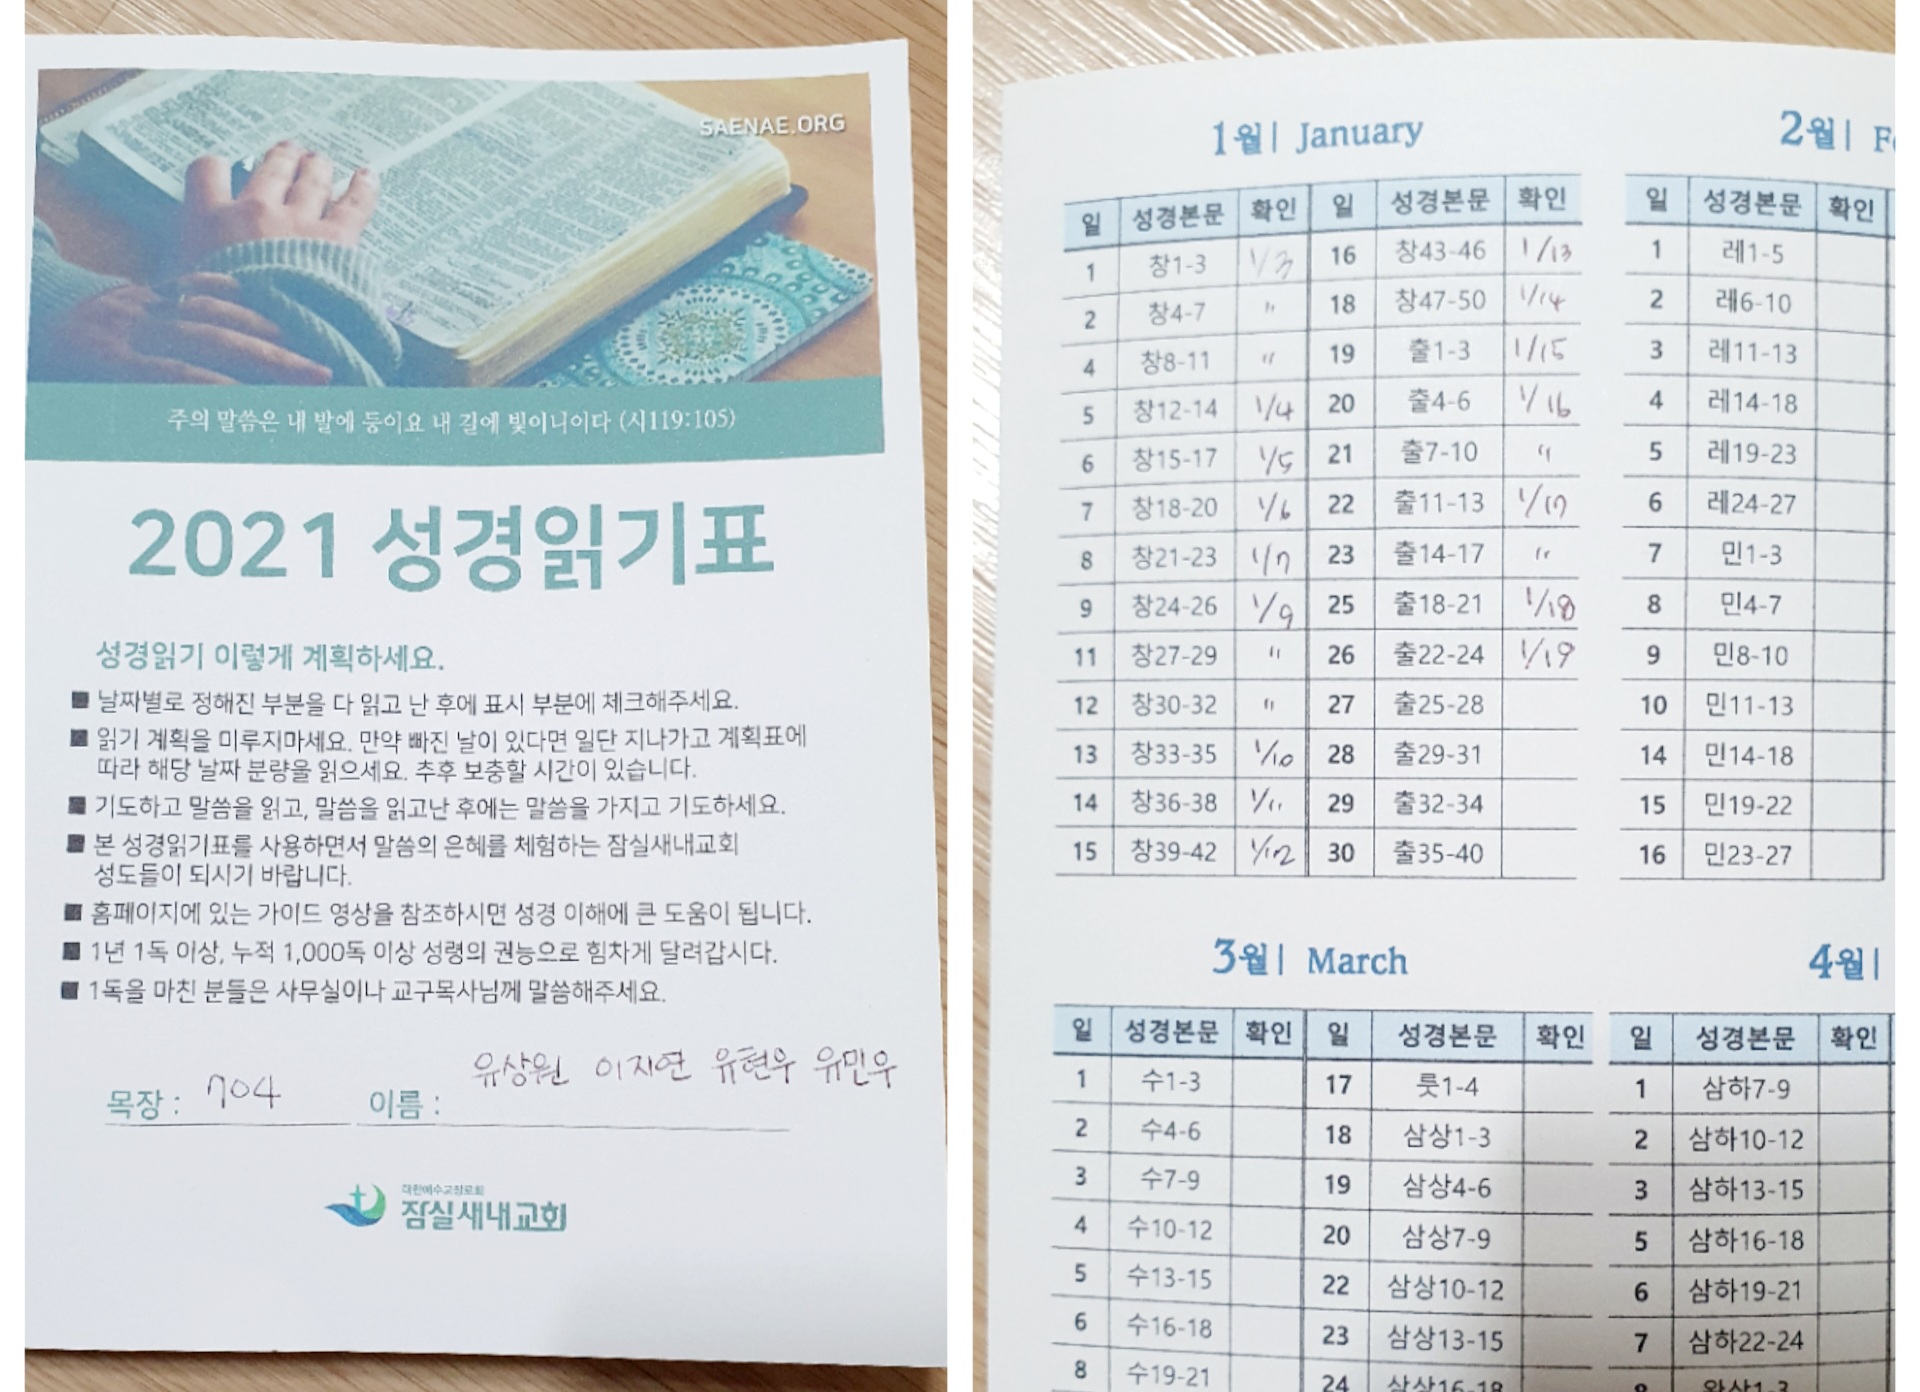 SAENAE.ORG
주의 말씀은 내 발에 등이요 내 길에 빛이니이다 (시119:105)
2021 성경읽기표
성경읽기 이렇게 계획하세요.
■ 날짜별로 정해진 부분을 다 읽고 난 후에 표시 부분에 체크해주세요.
■ 읽기 계획을 미루지마세요. 만약 빠진 날이 있다면 일단 지나가고 계획표에
따라 해당 날짜 분량을 읽으세요. 추후 보충할 시간이 있습니다.
■ 기도하고 말씀을 읽고, 말씀을 읽고난 후에는 말씀을 가지고 기도하세요.
■ 본 성경읽기표를 사용하면서 말씀의 은혜를 체험하는 잠실새내교회
성도들이 되시기 바랍니다.
■ 홈페이지에 있는 가이드 영상을 참조하시면 성경 이해에 큰 도움이 됩니다.
■ 1년 1독 이상, 누적 1,000독 이상 성령의 권능으로 힘차게 달려갑시다.
■ 1독을 마친 분들은 사무실이나 교구목사님께 말씀해주세요.
목장 : 704 이름 : 유상원 이지연 유현우 유민우
대한예수교장로회
잠실새내교회
1월| January
일 성경본문 확인 일 성경본문 확인
1 창1-3 1/3 16 창43-46 1/13
2 창4-7 〃 18 창47-50 1/14
4 창8-11 〃 19 출1-3 1/15
5 창12-14 1/4 20 출4-6 1/16
6 창15-17 1/5 21 출7-10 〃
7 창18-20 1/6 22 출11-13 1/17
8 창21-23 1/7 23 출14-17 〃
9 창24-26 1/9 25 출18-21 1/18
11 창27-29 〃 26 출22-24 1/19
12 창30-32 〃 27 출25-28
13 창33-35 1/10 28 출29-31
14 창36-38 1/11 29 출32-34
15 창39-42 1/12 30 출35-40
2월|
일 성경본문 확인
1 레1-5
2 레6-10
3 레11-13
4 레14-18
5 레19-23
6 레24-27
7 민1-3
8 민4-7
9 민8-10
10 민11-13
14 민14-18
15 민19-22
16 민23-27
3월| March
일 성경본문 확인 일 성경본문 확인
1 수1-3 17 룻1-4
2 수4-6 18 삼상1-3
3 수7-9 19 삼상4-6
4 수10-12 20 삼상7-9
5 수13-15 22 삼상10-12
6 수16-18 23 삼상13-15
8 수19-21 24 삼상16-18
4월|
일 성경본문 확인
1 삼하7-9
2 삼하10-12
3 삼하13-15
5 삼하16-18
6 삼하19-21
7 삼하22-24
8 왕상1-3